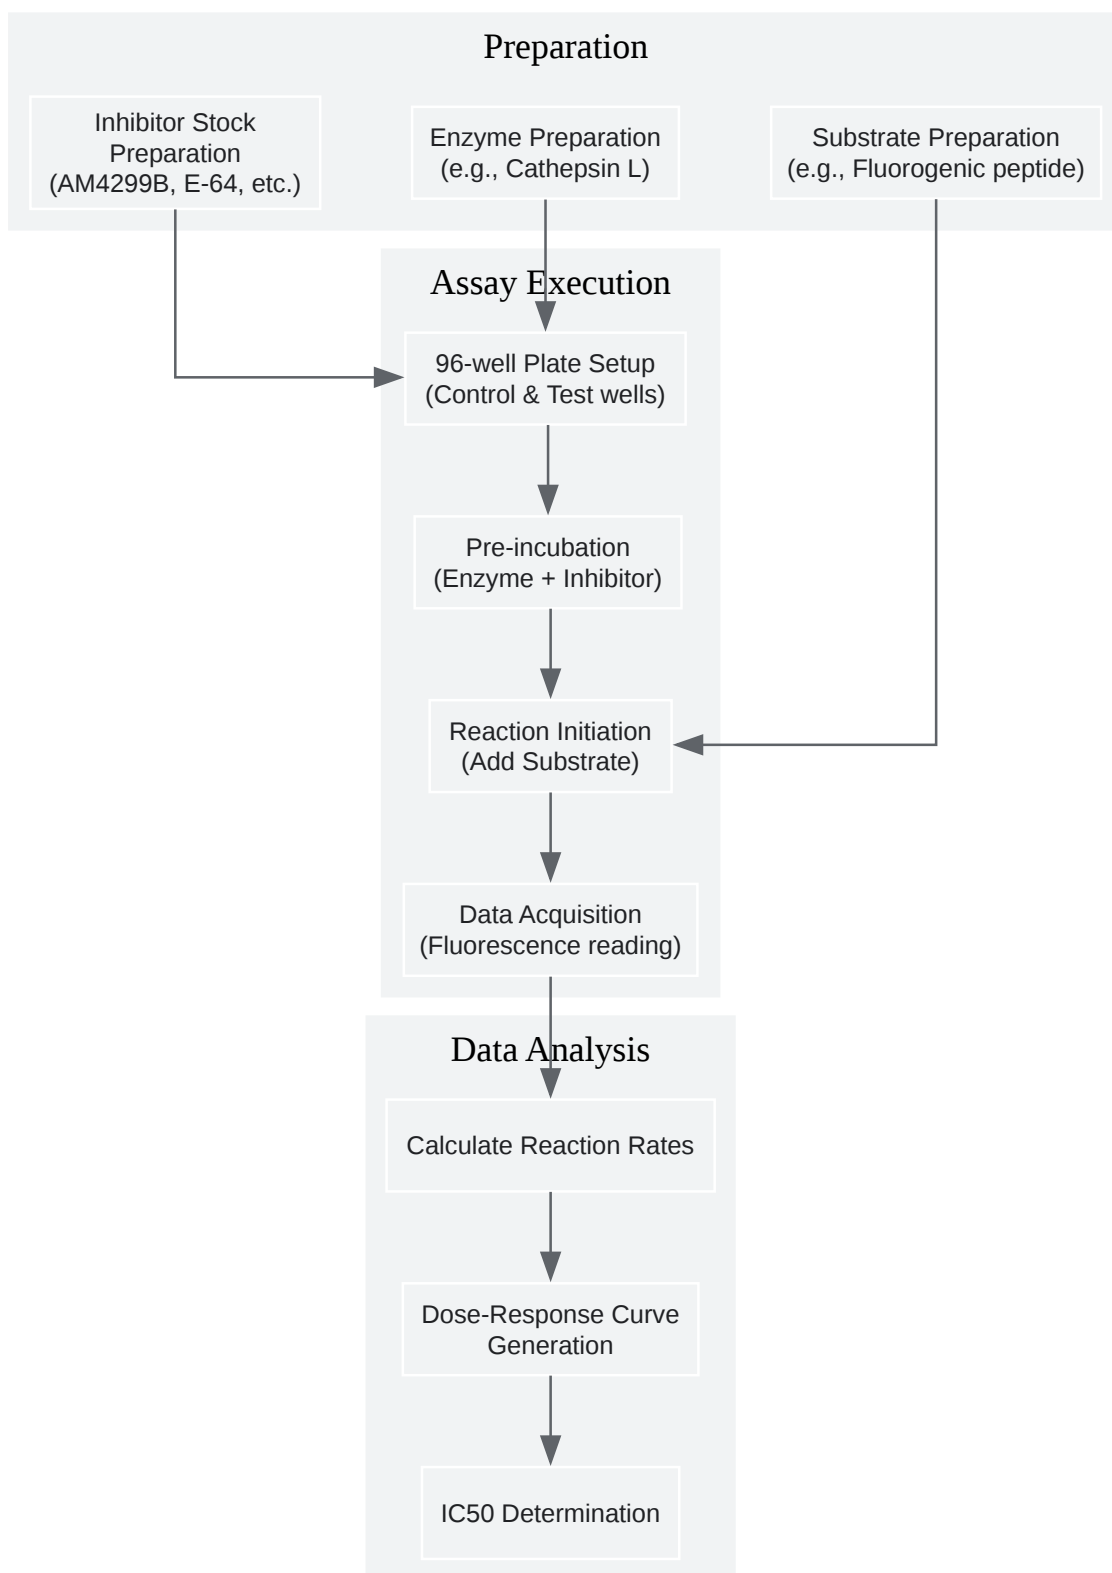 Preparation
Inhibitor Stock
Preparation
(AM4299B, E-64, etc.)
Enzyme Preparation
(e.g., Cathepsin L)
Substrate Preparation
(e.g., Fluorogenic peptide)
Assay Execution
96-well Plate Setup
(Control & Test wells)
Pre-incubation
(Enzyme + Inhibitor)
Reaction Initiation
(Add Substrate)
Data Acquisition
(Fluorescence reading)
Data Analysis
Calculate Reaction Rates
Dose-Response Curve
Generation
IC50 Determination